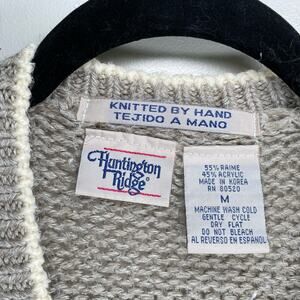 KNITTED BY HAND
TEJIDO A MANO
Huntington
Ridge®
55% RAIME
45% ACRYLIC
MADE IN KOREA
RN 80520
M
MACHINE WASH COLD
GENTLE CYCLE
DRY FLAT
DO NOT BLEACH
AL REVERSO EN ESPAÑOL